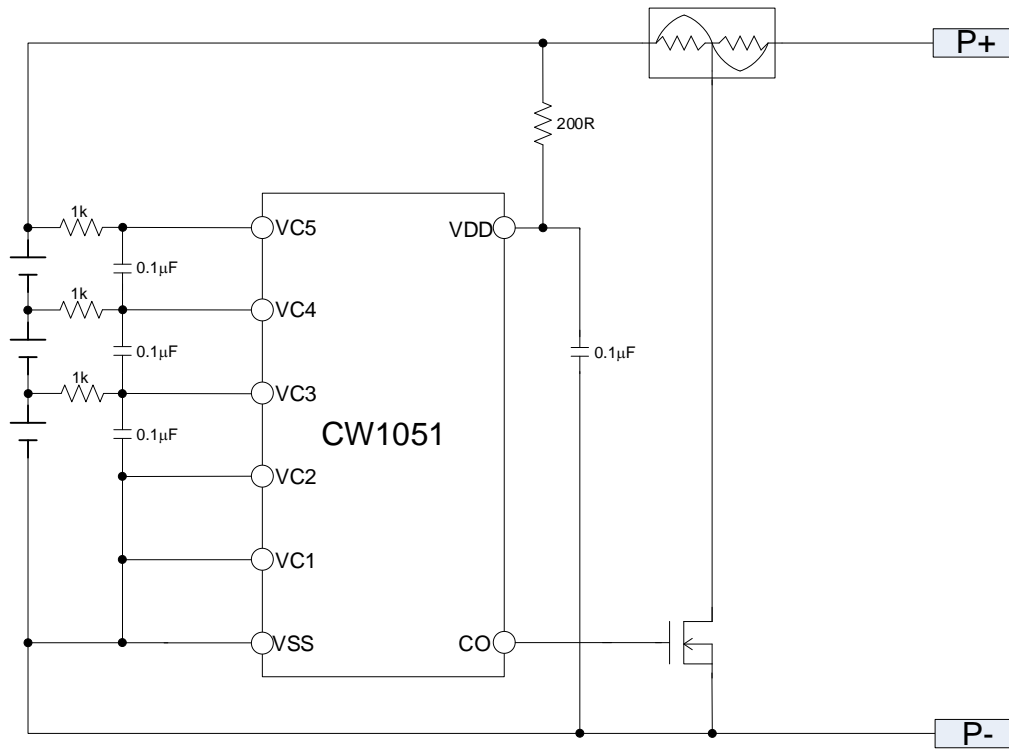 P+
200R
1k
VC5
VDD
0.1μF
1k
VC4
0.1μF
0.1μF
1k
VC3
CW1051
0.1μF
VC2
VC1
VSS
CO
P-